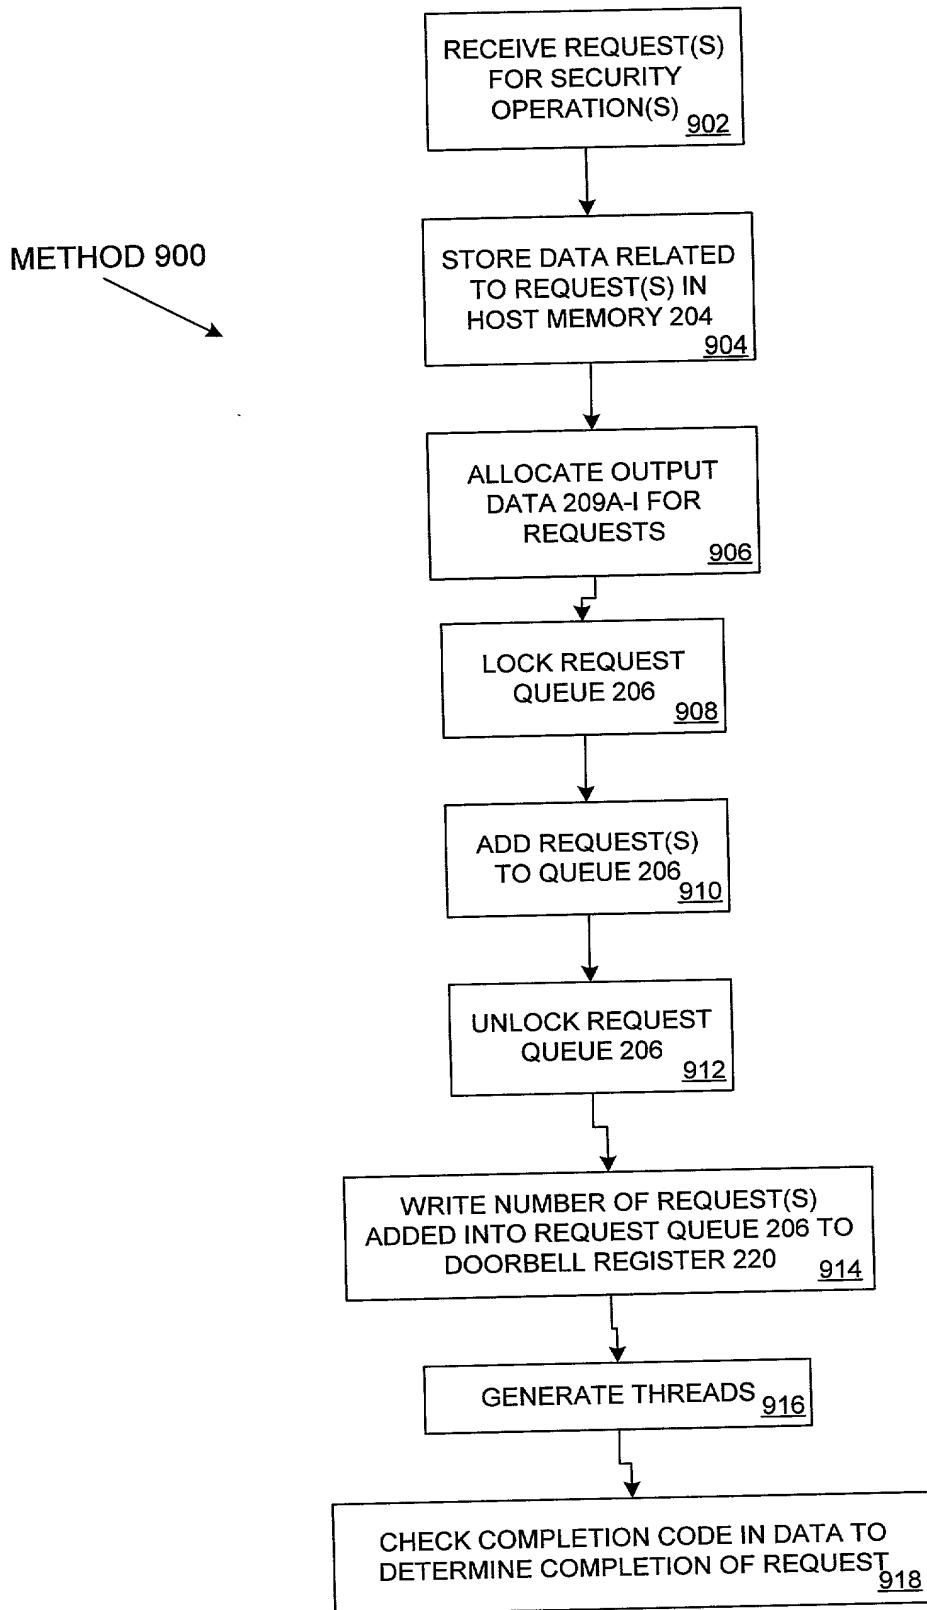 RECEIVE REQUEST(S)
FOR SECURITY
OPERATION(S)
902
METHOD 900
STORE DATA RELATED
TO REQUEST(S) IN
HOST MEMORY 204
904
ALLOCATE OUTPUT
DATA 209A-I FOR
REQUESTS
906
LOCK REQUEST
QUEUE 206
908
ADD REQUEST(S)
TO QUEUE 206
910
UNLOCK REQUEST
QUEUE 206
912
WRITE NUMBER OF REQUEST(S)
ADDED INTO REQUEST QUEUE 206 TO
DOORBELL REGISTER 220
914
GENERATE THREADS
916
CHECK COMPLETION CODE IN DATA TO
DETERMINE COMPLETION OF REQUEST
918